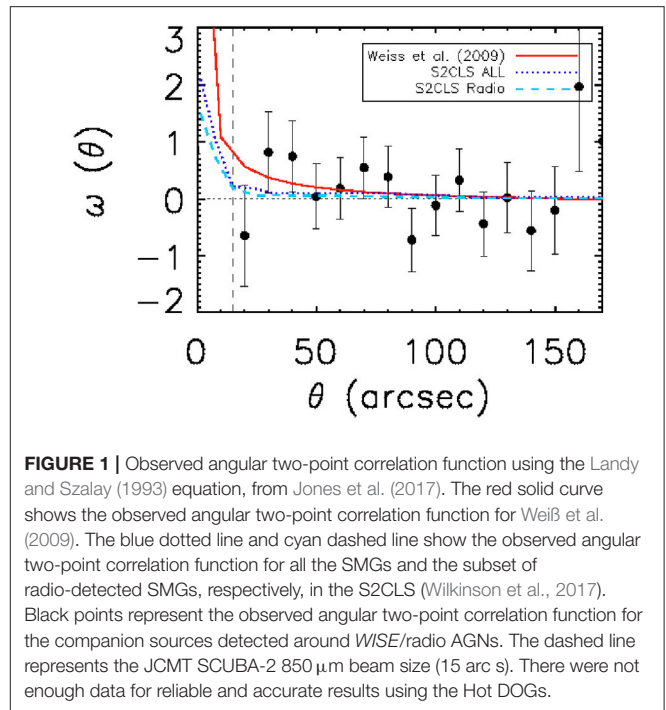 3
2
1
0
−1
−2
ω (θ)
Weiss et al. (2009)
S2CLS ALL
S2CLS Radio
0 50 100 150
θ (arcsec)
FIGURE 1 | Observed angular two-point correlation function using the Landy
and Szalay (1993) equation, from Jones et al. (2017). The red solid curve
shows the observed angular two-point correlation function for Weiß et al.
(2009). The blue dotted line and cyan dashed line show the observed angular
two-point correlation function for all the SMGs and the subset of
radio-detected SMGs, respectively, in the S2CLS (Wilkinson et al., 2017).
Black points represent the observed angular two-point correlation function for
the companion sources detected around WISE/radio AGNs. The dashed line
represents the JCMT SCUBA-2 850 μm beam size (15 arc s). There were not
enough data for reliable and accurate results using the Hot DOGs.